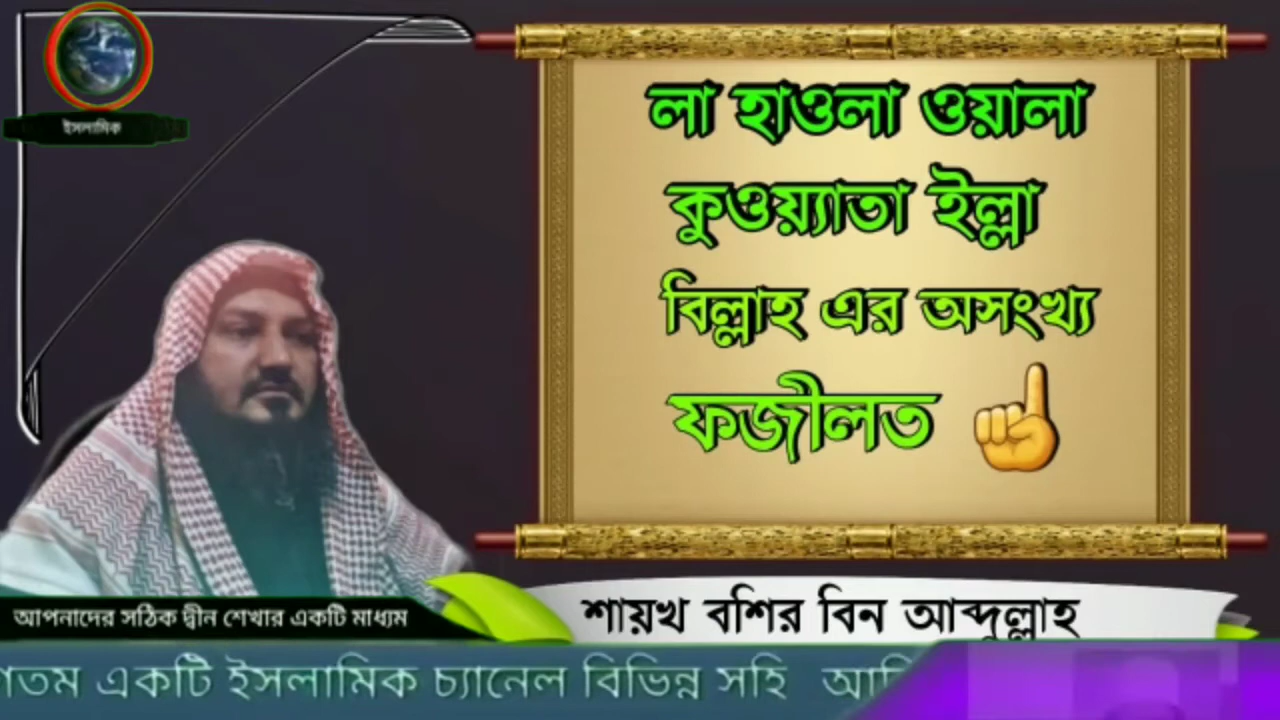 ইসলামিক
লা হাওলা ওয়ালা
কুওয়্যাতা ইল্লা
বিল্লাহ এর অসংখ্য
ফজীলত ☝
আপনাদের সঠিক দ্বীন শেখার একটি মাধ্যম
শায়খ বশির বিন আব্দুল্লাহ
একটি ইসলামিক চ্যানেল বিভিন্ন সহি